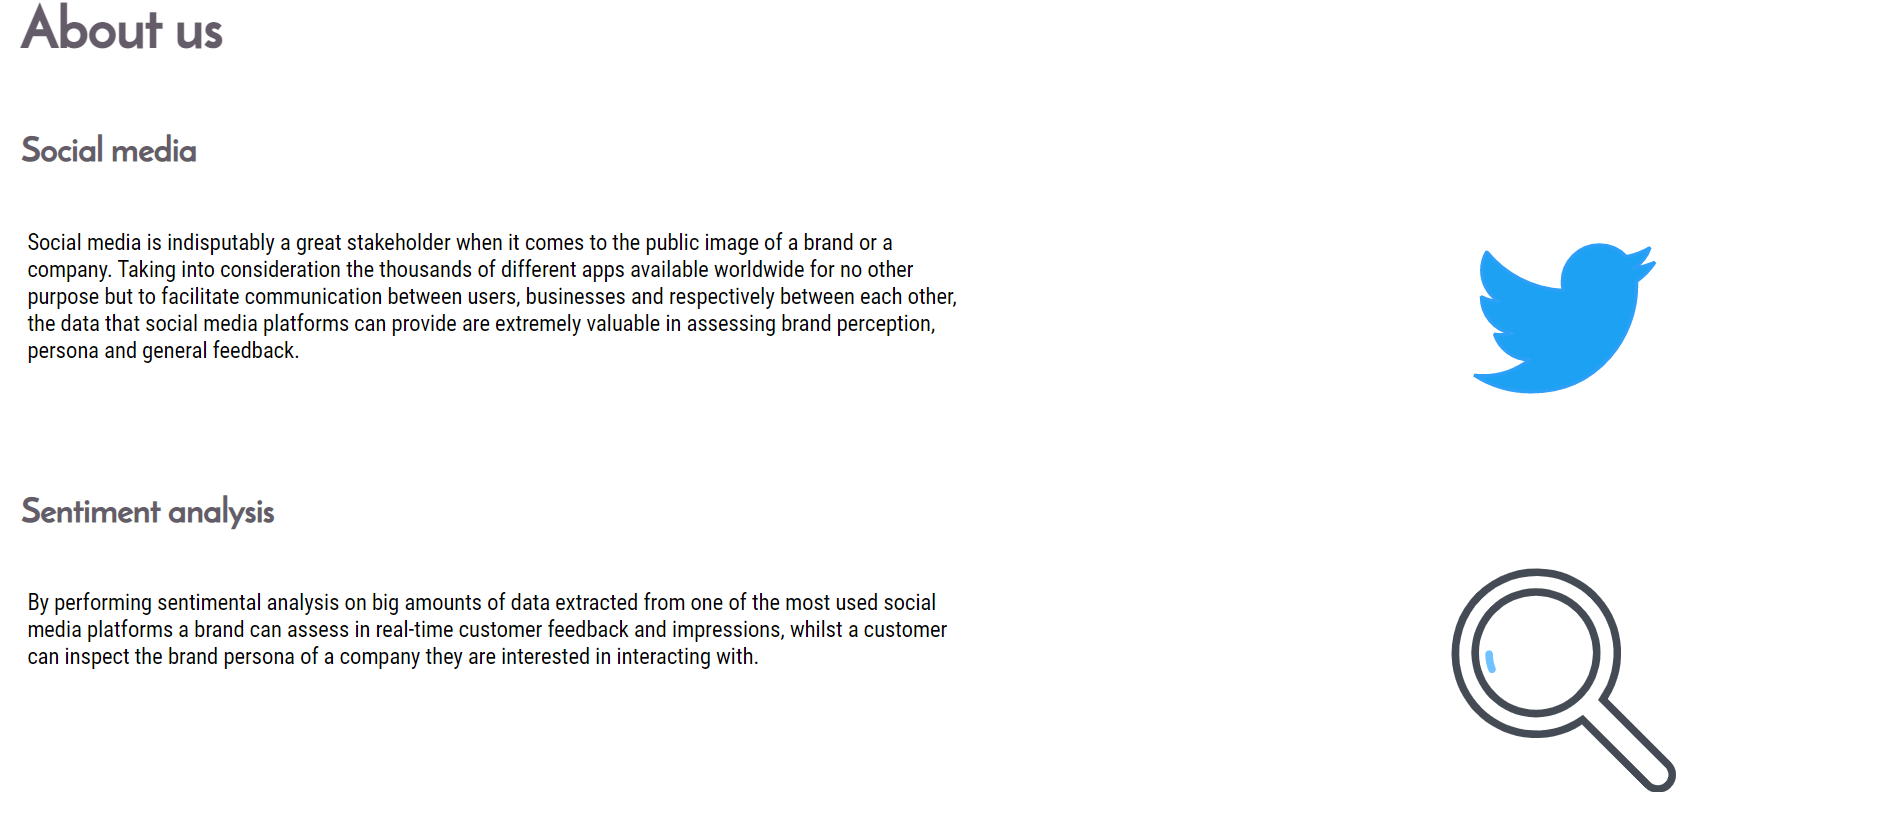 About us
Social media
Social media is indisputably a great stakeholder when it comes to the public image of a brand or a
company. Taking into consideration the thousands of different apps available worldwide for no other
purpose but to facilitate communication between users, businesses and respectively between each other,
the data that social media platforms can provide are extremely valuable in assessing brand perception,
persona and general feedback.
Sentiment analysis
By performing sentimental analysis on big amounts of data extracted from one of the most used social
media platforms a brand can assess in real-time customer feedback and impressions, whilst a customer
can inspect the brand persona of a company they are interested in interacting with.